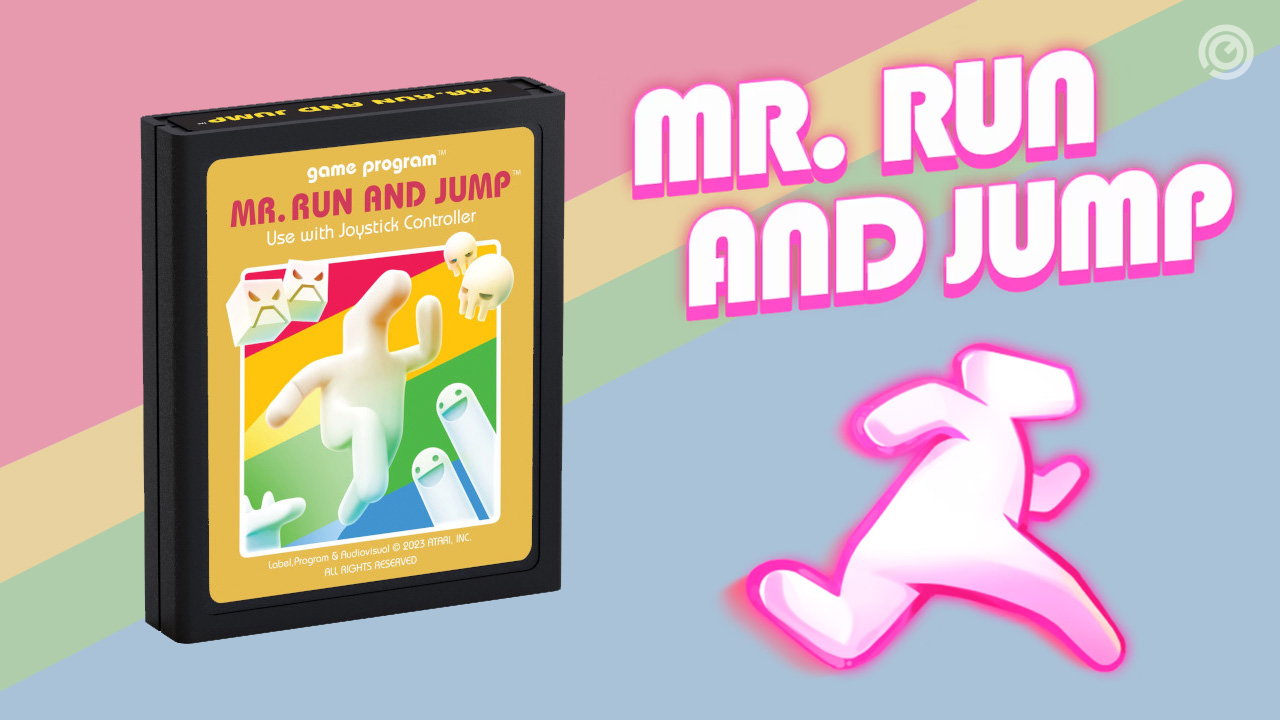 MR. RUN AND JUMP™
game program™
MR. RUN AND JUMP™
Use with Joystick Controller
Label, Program & Audiovisual © 2023 ATARI, INC.
ALL RIGHTS RESERVED
MR. RUN
AND JUMP